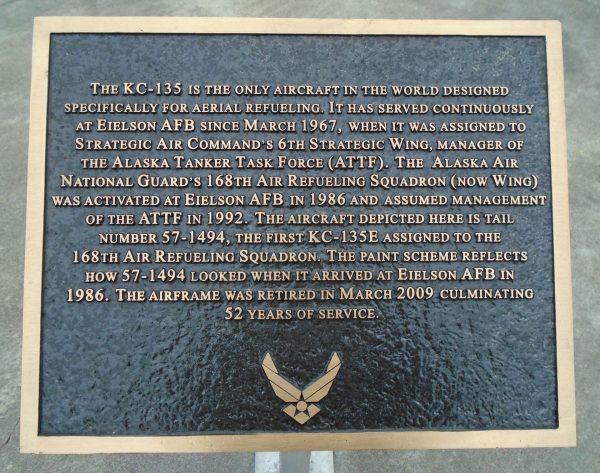 THE KC-135 IS THE ONLY AIRCRAFT IN THE WORLD DESIGNED
SPECIFICALLY FOR AERIAL REFUELING. IT HAS SERVED CONTINUOUSLY
AT EIELSON AFB SINCE MARCH 1967, WHEN IT WAS ASSIGNED TO
STRATEGIC AIR COMMAND'S 6TH STRATEGIC WING, MANAGER OF
THE ALASKA TANKER TASK FORCE (ATTF). THE ALASKA AIR
NATIONAL GUARD'S 168TH AIR REFUELING SQUADRON (NOW WING)
WAS ACTIVATED AT EIELSON AFB IN 1986 AND ASSUMED MANAGEMENT
OF THE ATTF IN 1992. THE AIRCRAFT DEPICTED HERE IS TAIL
NUMBER 57-1494, THE FIRST KC-135E ASSIGNED TO THE
168TH AIR REFUELING SQUADRON. THE PAINT SCHEME REFLECTS
HOW 57-1494 LOOKED WHEN IT ARRIVED AT EIELSON AFB IN
1986. THE AIRFRAME WAS RETIRED IN MARCH 2009 CULMINATING
52 YEARS OF SERVICE.